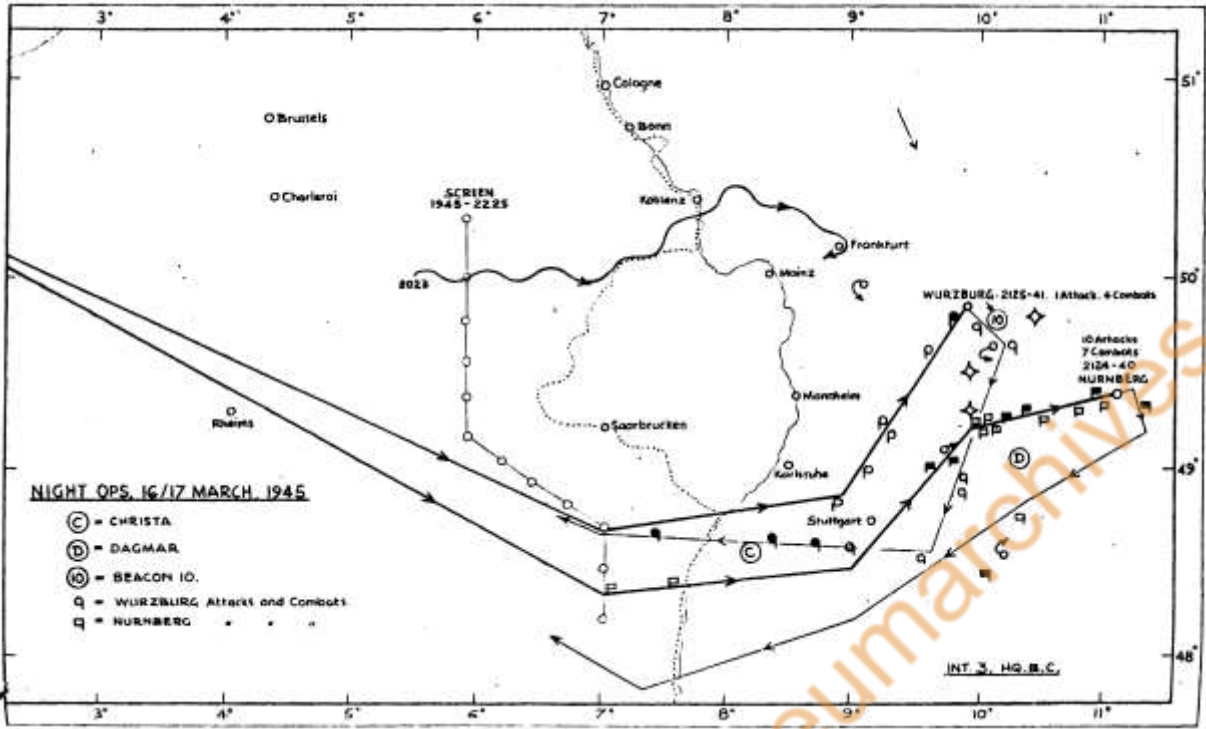 3° 4° 5° 6° 7° 8° 9° 10° 11°
51°
Cologne
Brussels
Bonn
Charleroi
SCREEN
1945-2225
Koblenz
Frankfurt
Mainz
50°
2023
WURZBURG. 2125-41. 1 Attack. 6 Combats
10
10 Attacks
7 Combats
2124-40
NURNBERG
Rheims
Mannheim
Saarbrucken
D
Karlsruhe
49°
NIGHT OPS, 16/17 MARCH, 1945
Stuttgart
C = CHRISTA
C
D = DAGMAR
10 = BEACON 10.
= WURZBURG Attacks and Combats
= NURNBERG " " "
48°
INT. 3, HQ. B.C.
3° 4° 5° 6° 7° 8° 9° 10° 11°
umarchives